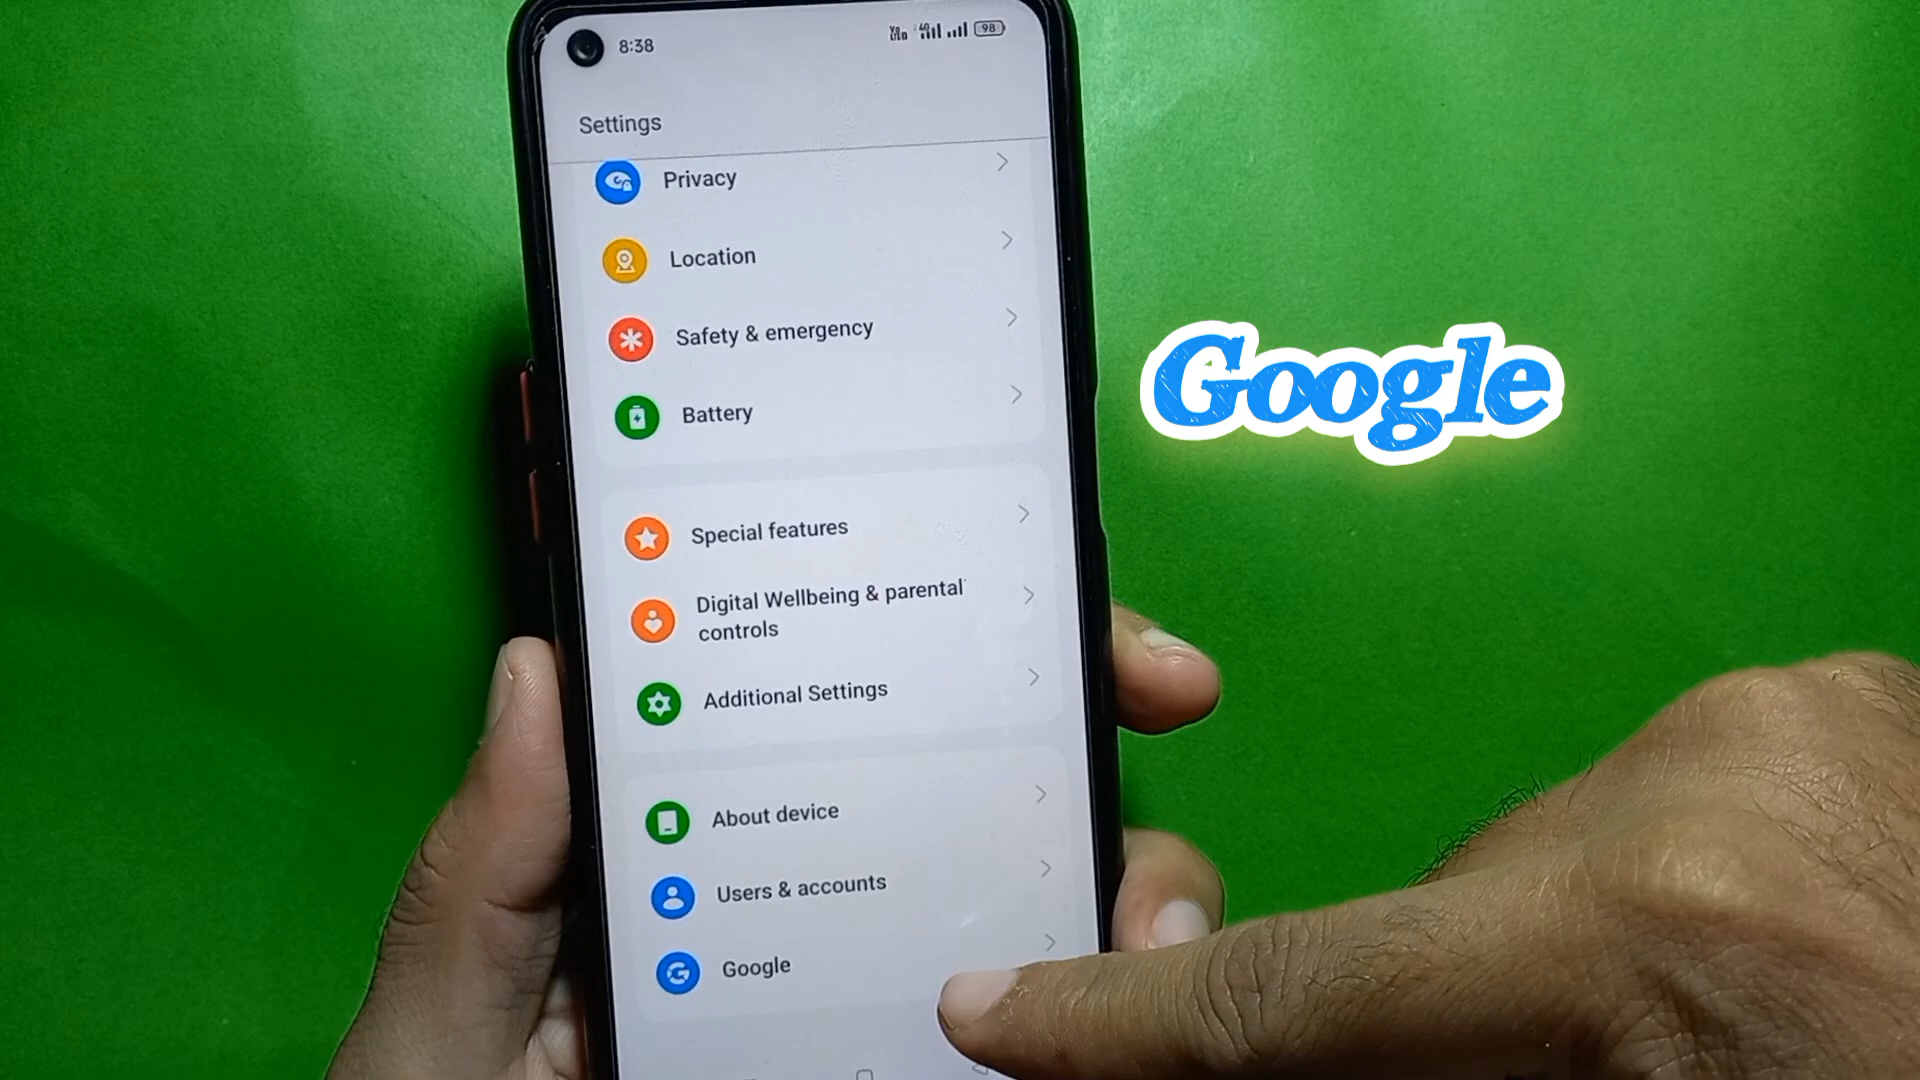 8:38
98
Settings
Privacy
Location
Safety & emergency
Battery
Special features
Digital Wellbeing & parental
controls
Additional Settings
About device
Users & accounts
Google
Google